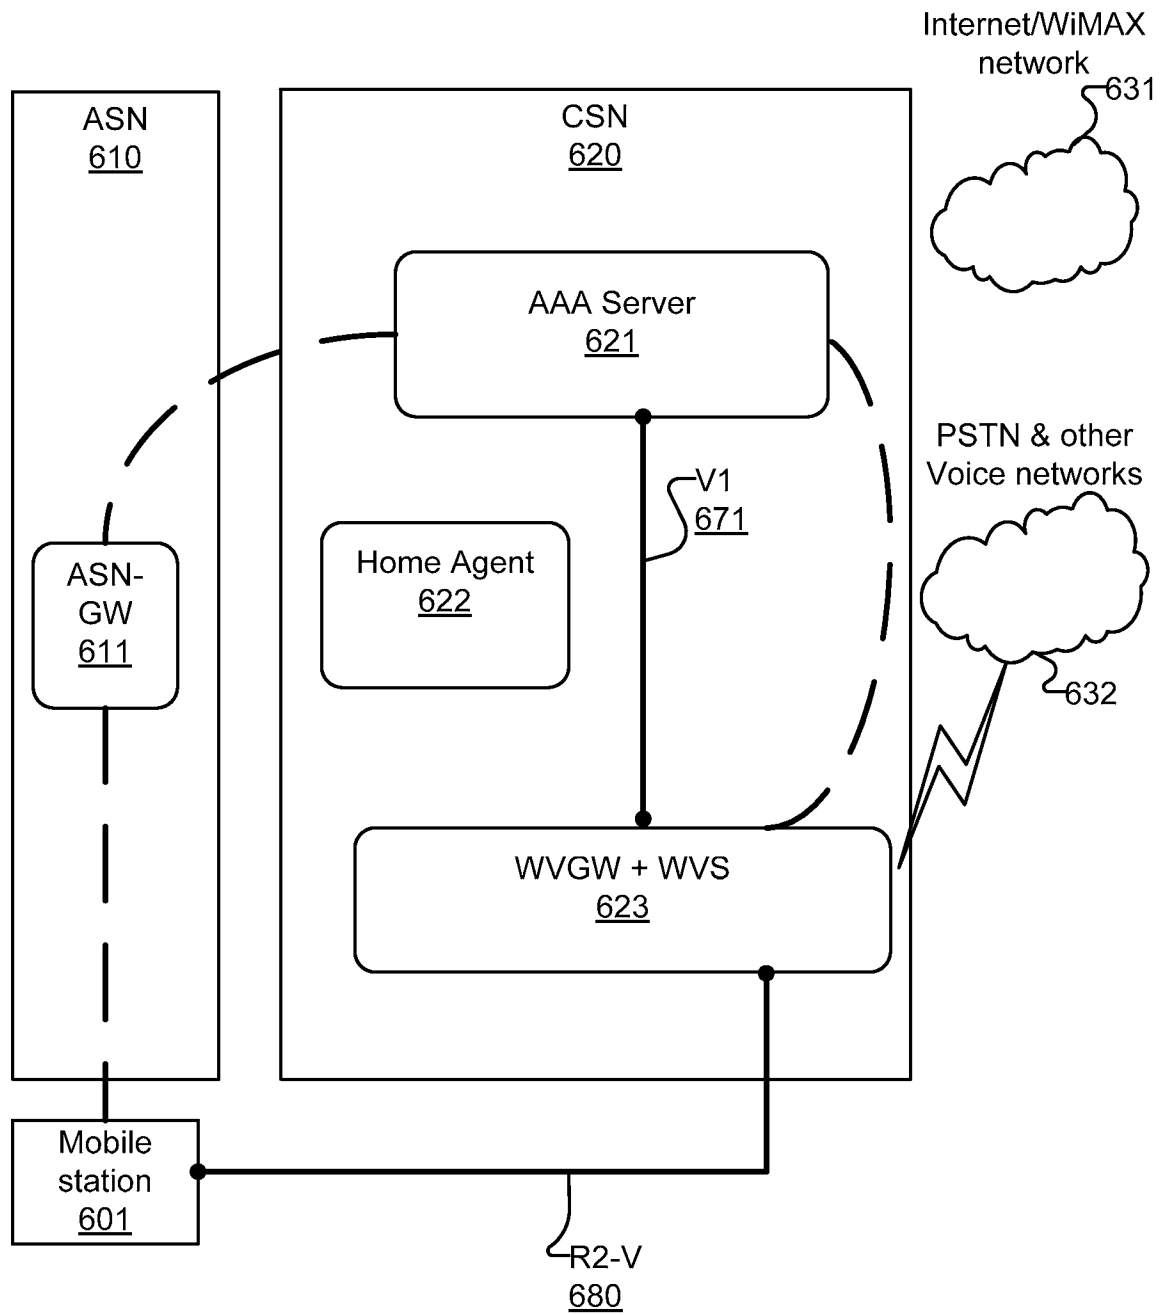 Internet/WiMAX
network
631
ASN
610
CSN
620
AAA Server
621
PSTN & other
Voice networks
V1
671
Home Agent
622
ASN-
GW
611
632
WVGW + WVS
623
Mobile
station
601
R2-V
680